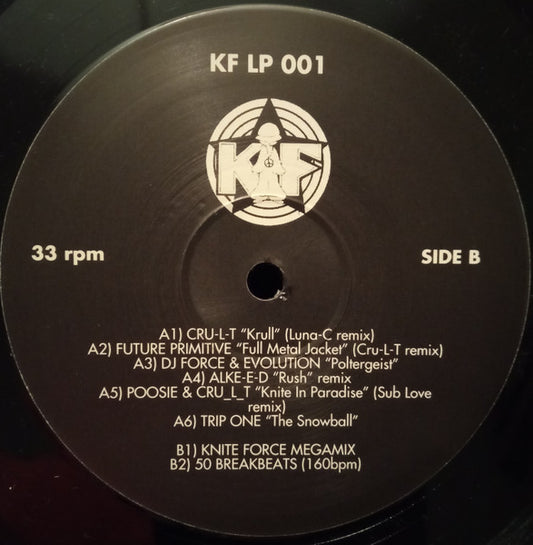 KF LP 001
KF
33 rpm
SIDE B
A1) CRU-L-T “Krull” (Luna-C remix)
A2) FUTURE PRIMITIVE “Full Metal Jacket” (Cru-L-T remix)
A3) DJ FORCE & EVOLUTION “Poltergeist”
A4) ALKE-E-D “Rush” remix
A5) POOSIE & CRU_L_T “Knite In Paradise” (Sub Love
remix)
A6) TRIP ONE “The Snowball”
B1) KNITE FORCE MEGAMIX
B2) 50 BREAKBEATS (160bpm)